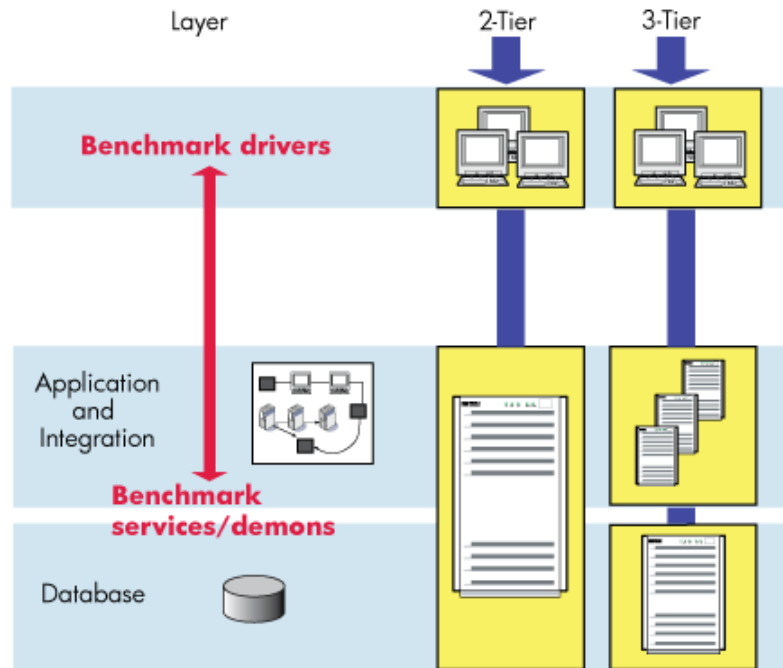 Layer
2-Tier
3-Tier
Benchmark drivers
Application
and
Integration
Benchmark
services/demons
Database